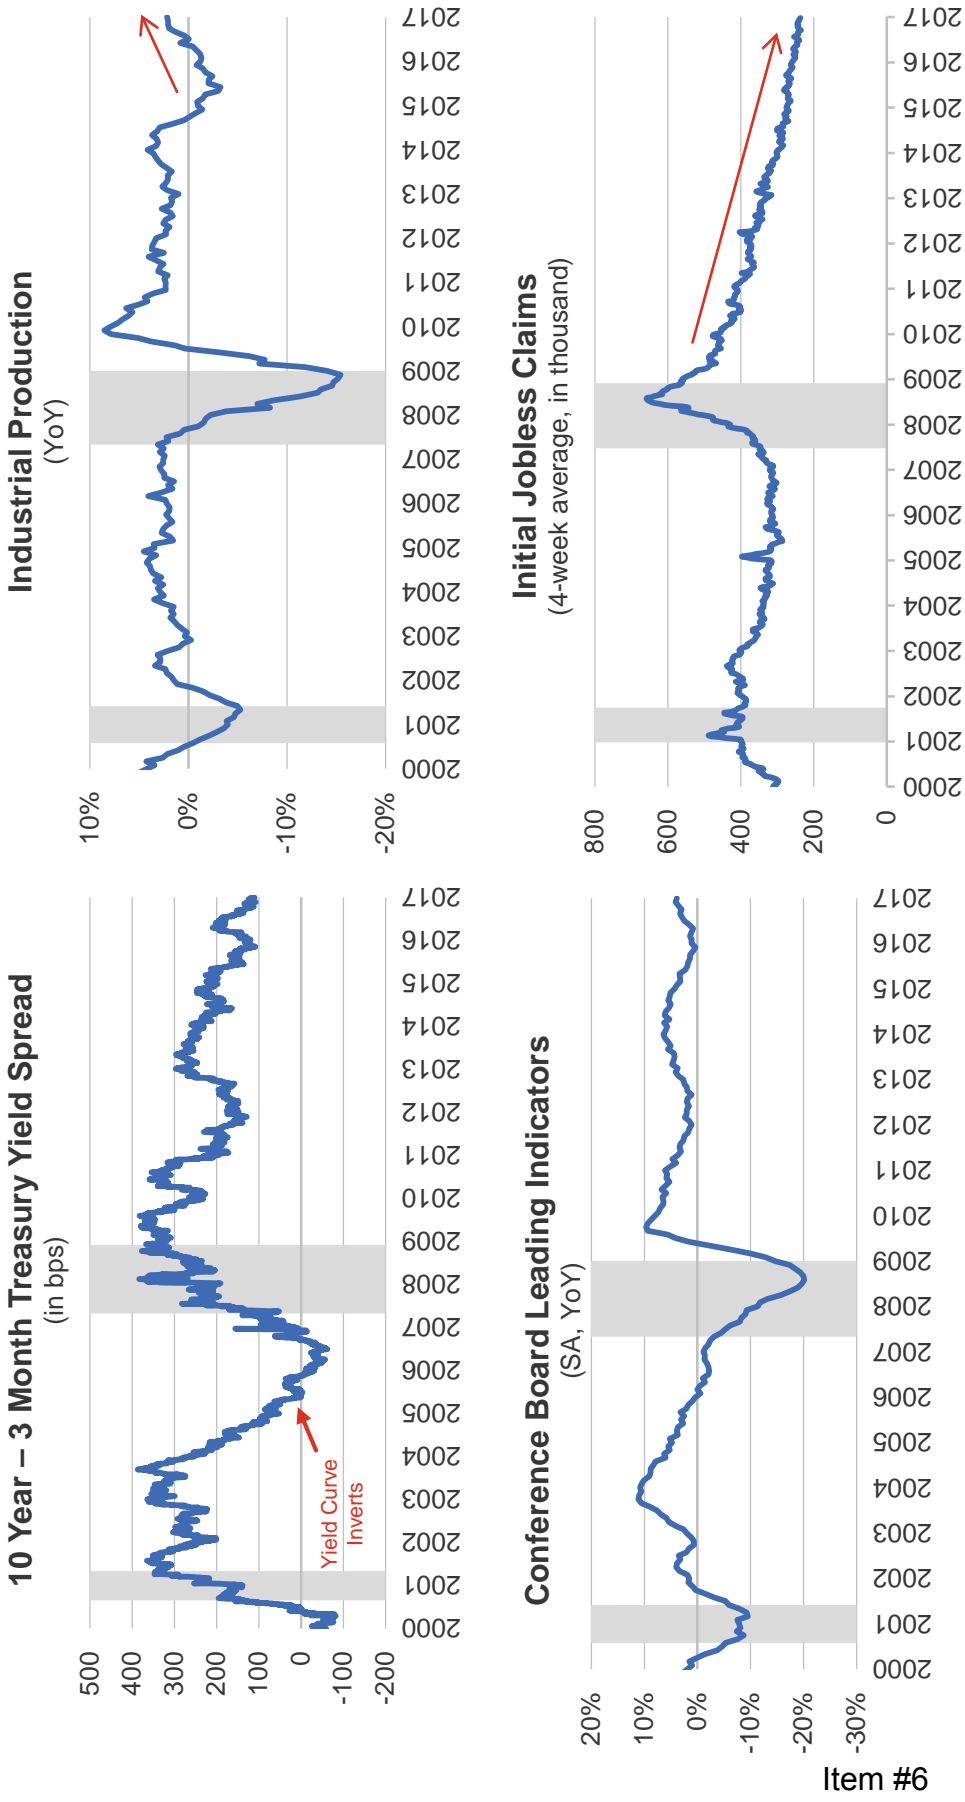 10 Year – 3 Month Treasury Yield Spread
(in bps)
500
400
300
200
100
0
-100
-200
Yield Curve
Inverts
2000 2001 2002 2003 2004 2005 2006 2007 2008 2009 2010 2011 2012 2013 2014 2015 2016 2017
Industrial Production
(YoY)
10%
0%
-10%
-20%
2000 2001 2002 2003 2004 2005 2006 2007 2008 2009 2010 2011 2012 2013 2014 2015 2016 2017
Conference Board Leading Indicators
(SA, YoY)
20%
10%
0%
-10%
-20%
-30%
2000 2001 2002 2003 2004 2005 2006 2007 2008 2009 2010 2011 2012 2013 2014 2015 2016 2017
Initial Jobless Claims
(4-week average, in thousand)
800
600
400
200
0
2000 2001 2002 2003 2004 2005 2006 2007 2008 2009 2010 2011 2012 2013 2014 2015 2016 2017
Item #6